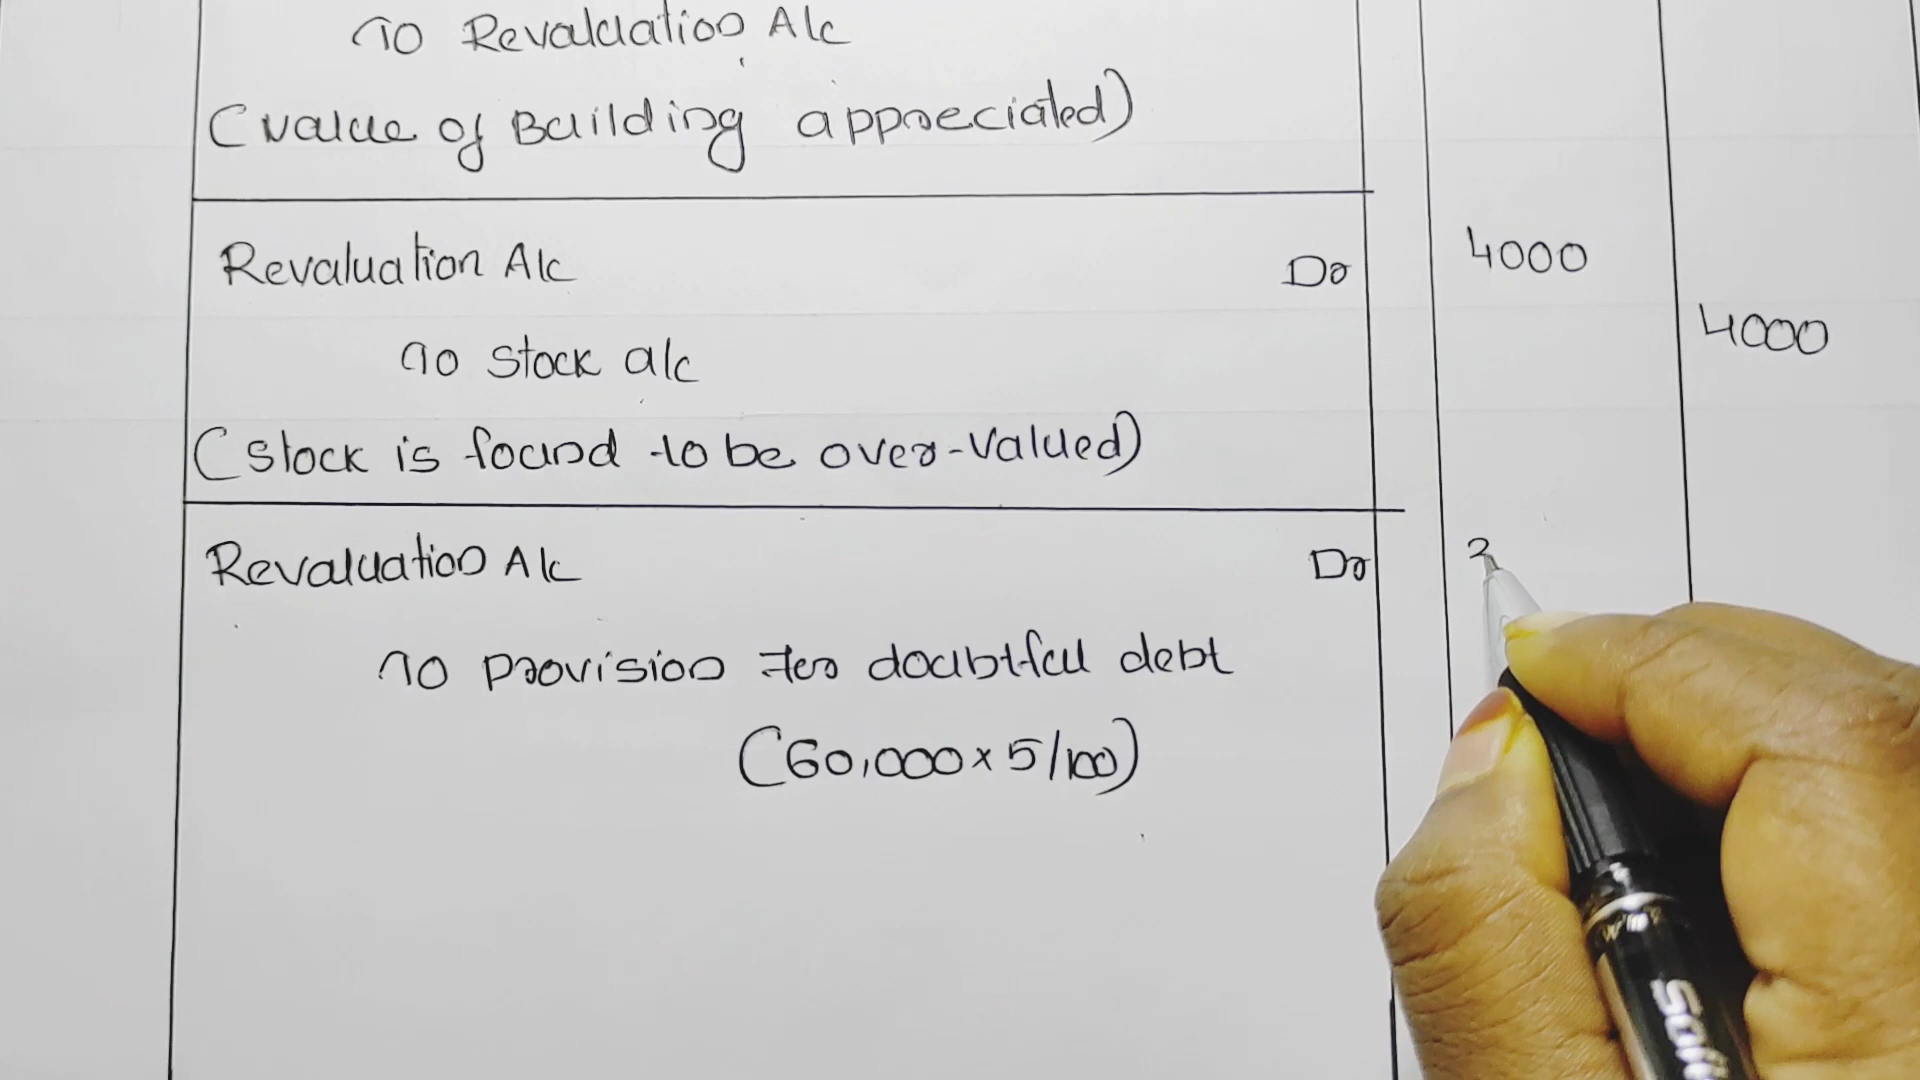 To Revaluation A/c
(Value of Building appreciated)
Revaluation A/c Dr 4000
To Stock a/c 4000
(Stock is found to be over-valued)
Revaluation A/c Dr 3
To provision for doubtful debt
(60,000 x 5/100)